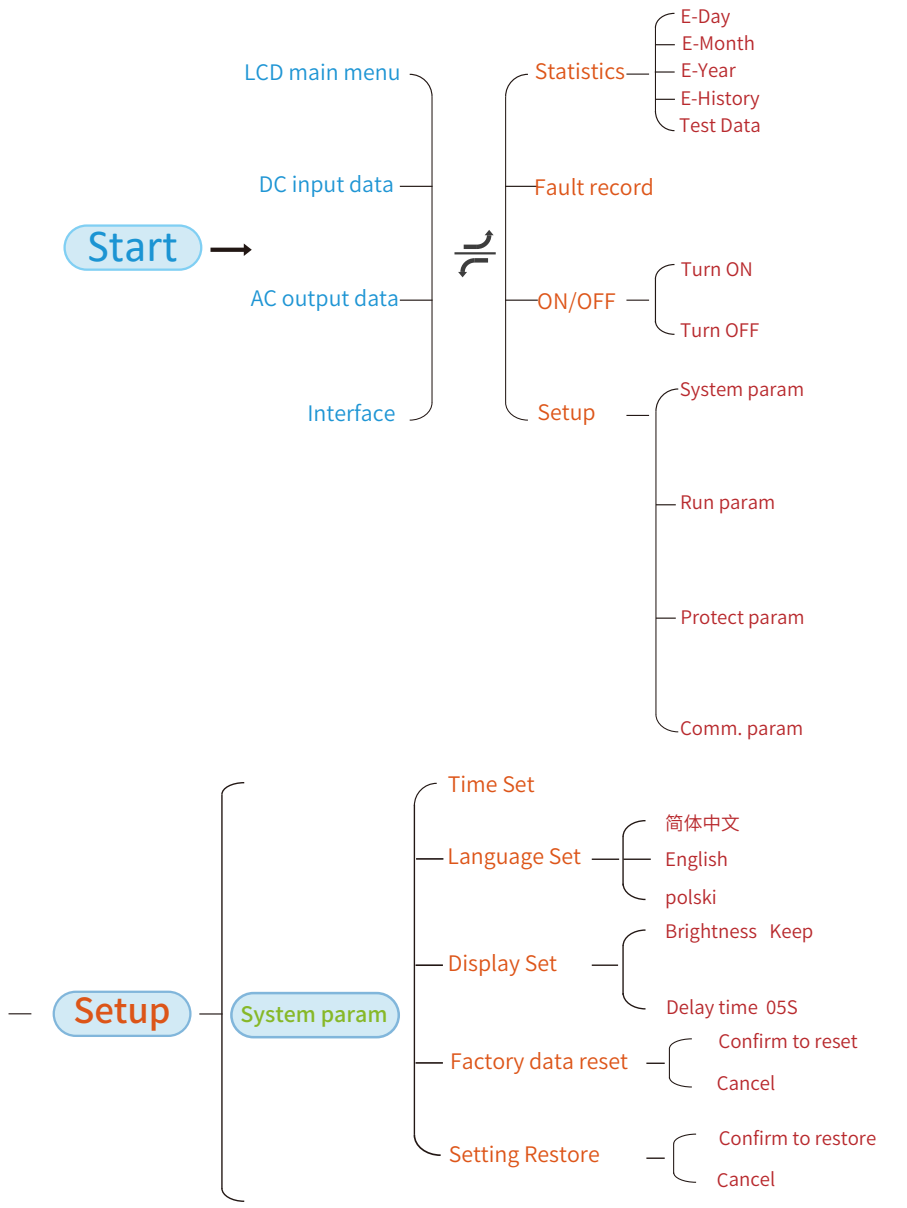 LCD main menu
DC input data
Start
AC output data
Interface
Statistics
E-Day
E-Month
E-Year
E-History
Test Data
Fault record
ON/OFF
Turn ON
Turn OFF
Setup
System param
Run param
Protect param
Comm. param
Setup
System param
Time Set
Language Set
简体中文
English
polski
Display Set
Brightness Keep
Delay time 05S
Factory data reset
Confirm to reset
Cancel
Setting Restore
Confirm to restore
Cancel